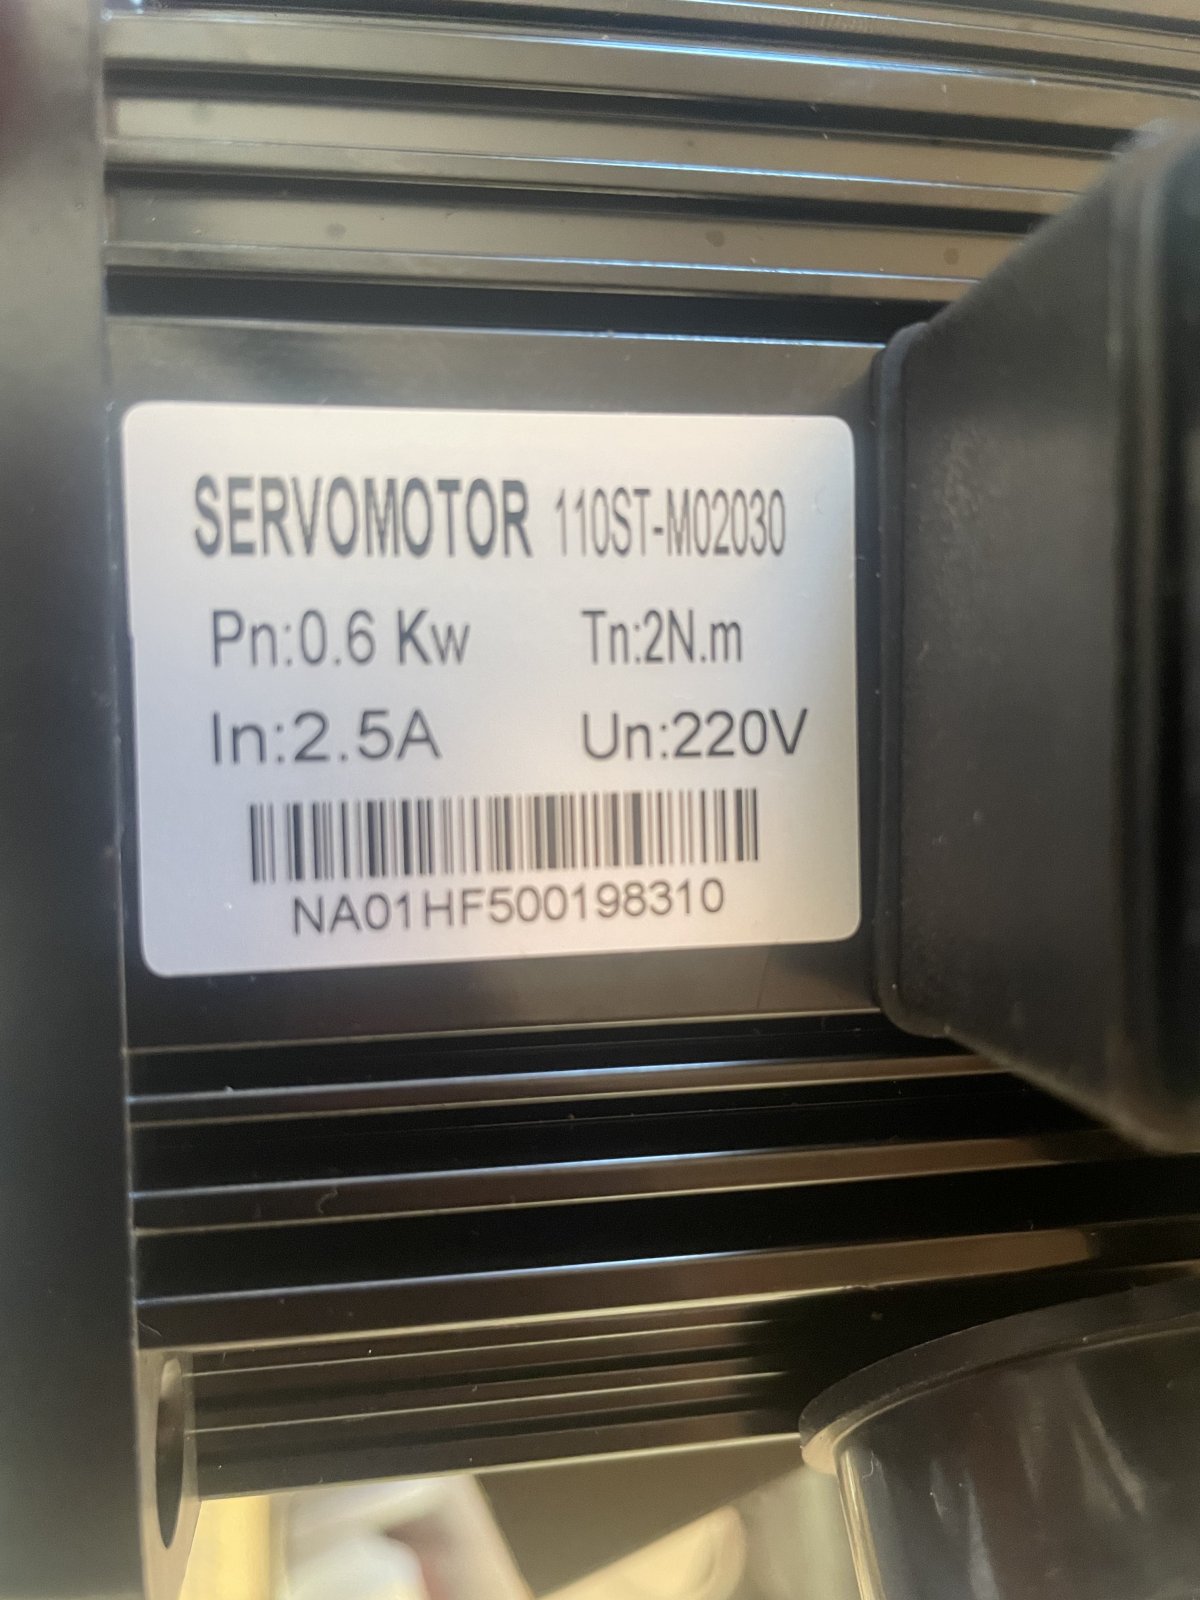 SERVOMOTOR 110ST-M02030
Pn:0.6 Kw Tn:2N.m
In:2.5A Un:220V
NA01HF500198310